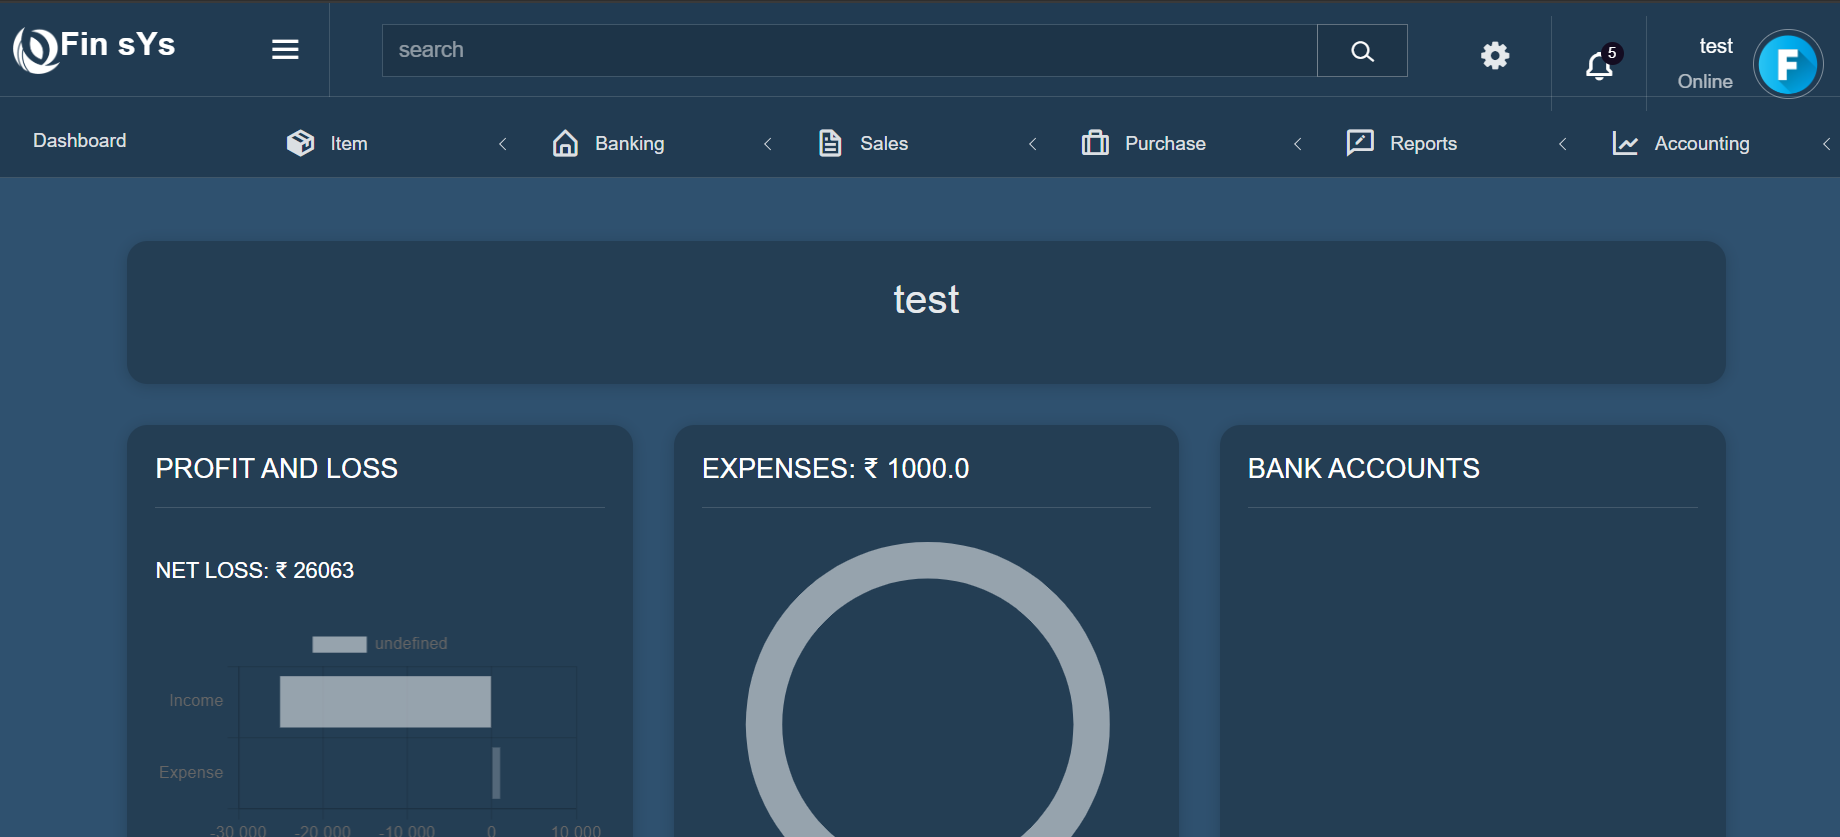 Fin sYs
search
5
test
Online
Dashboard
Item
Banking
Sales
Purchase
Reports
Accounting
test
PROFIT AND LOSS
NET LOSS: ₹ 26063
undefined
Income
Expense
-30,000 -20,000 -10,000 0 10,000
EXPENSES: ₹ 1000.0
BANK ACCOUNTS